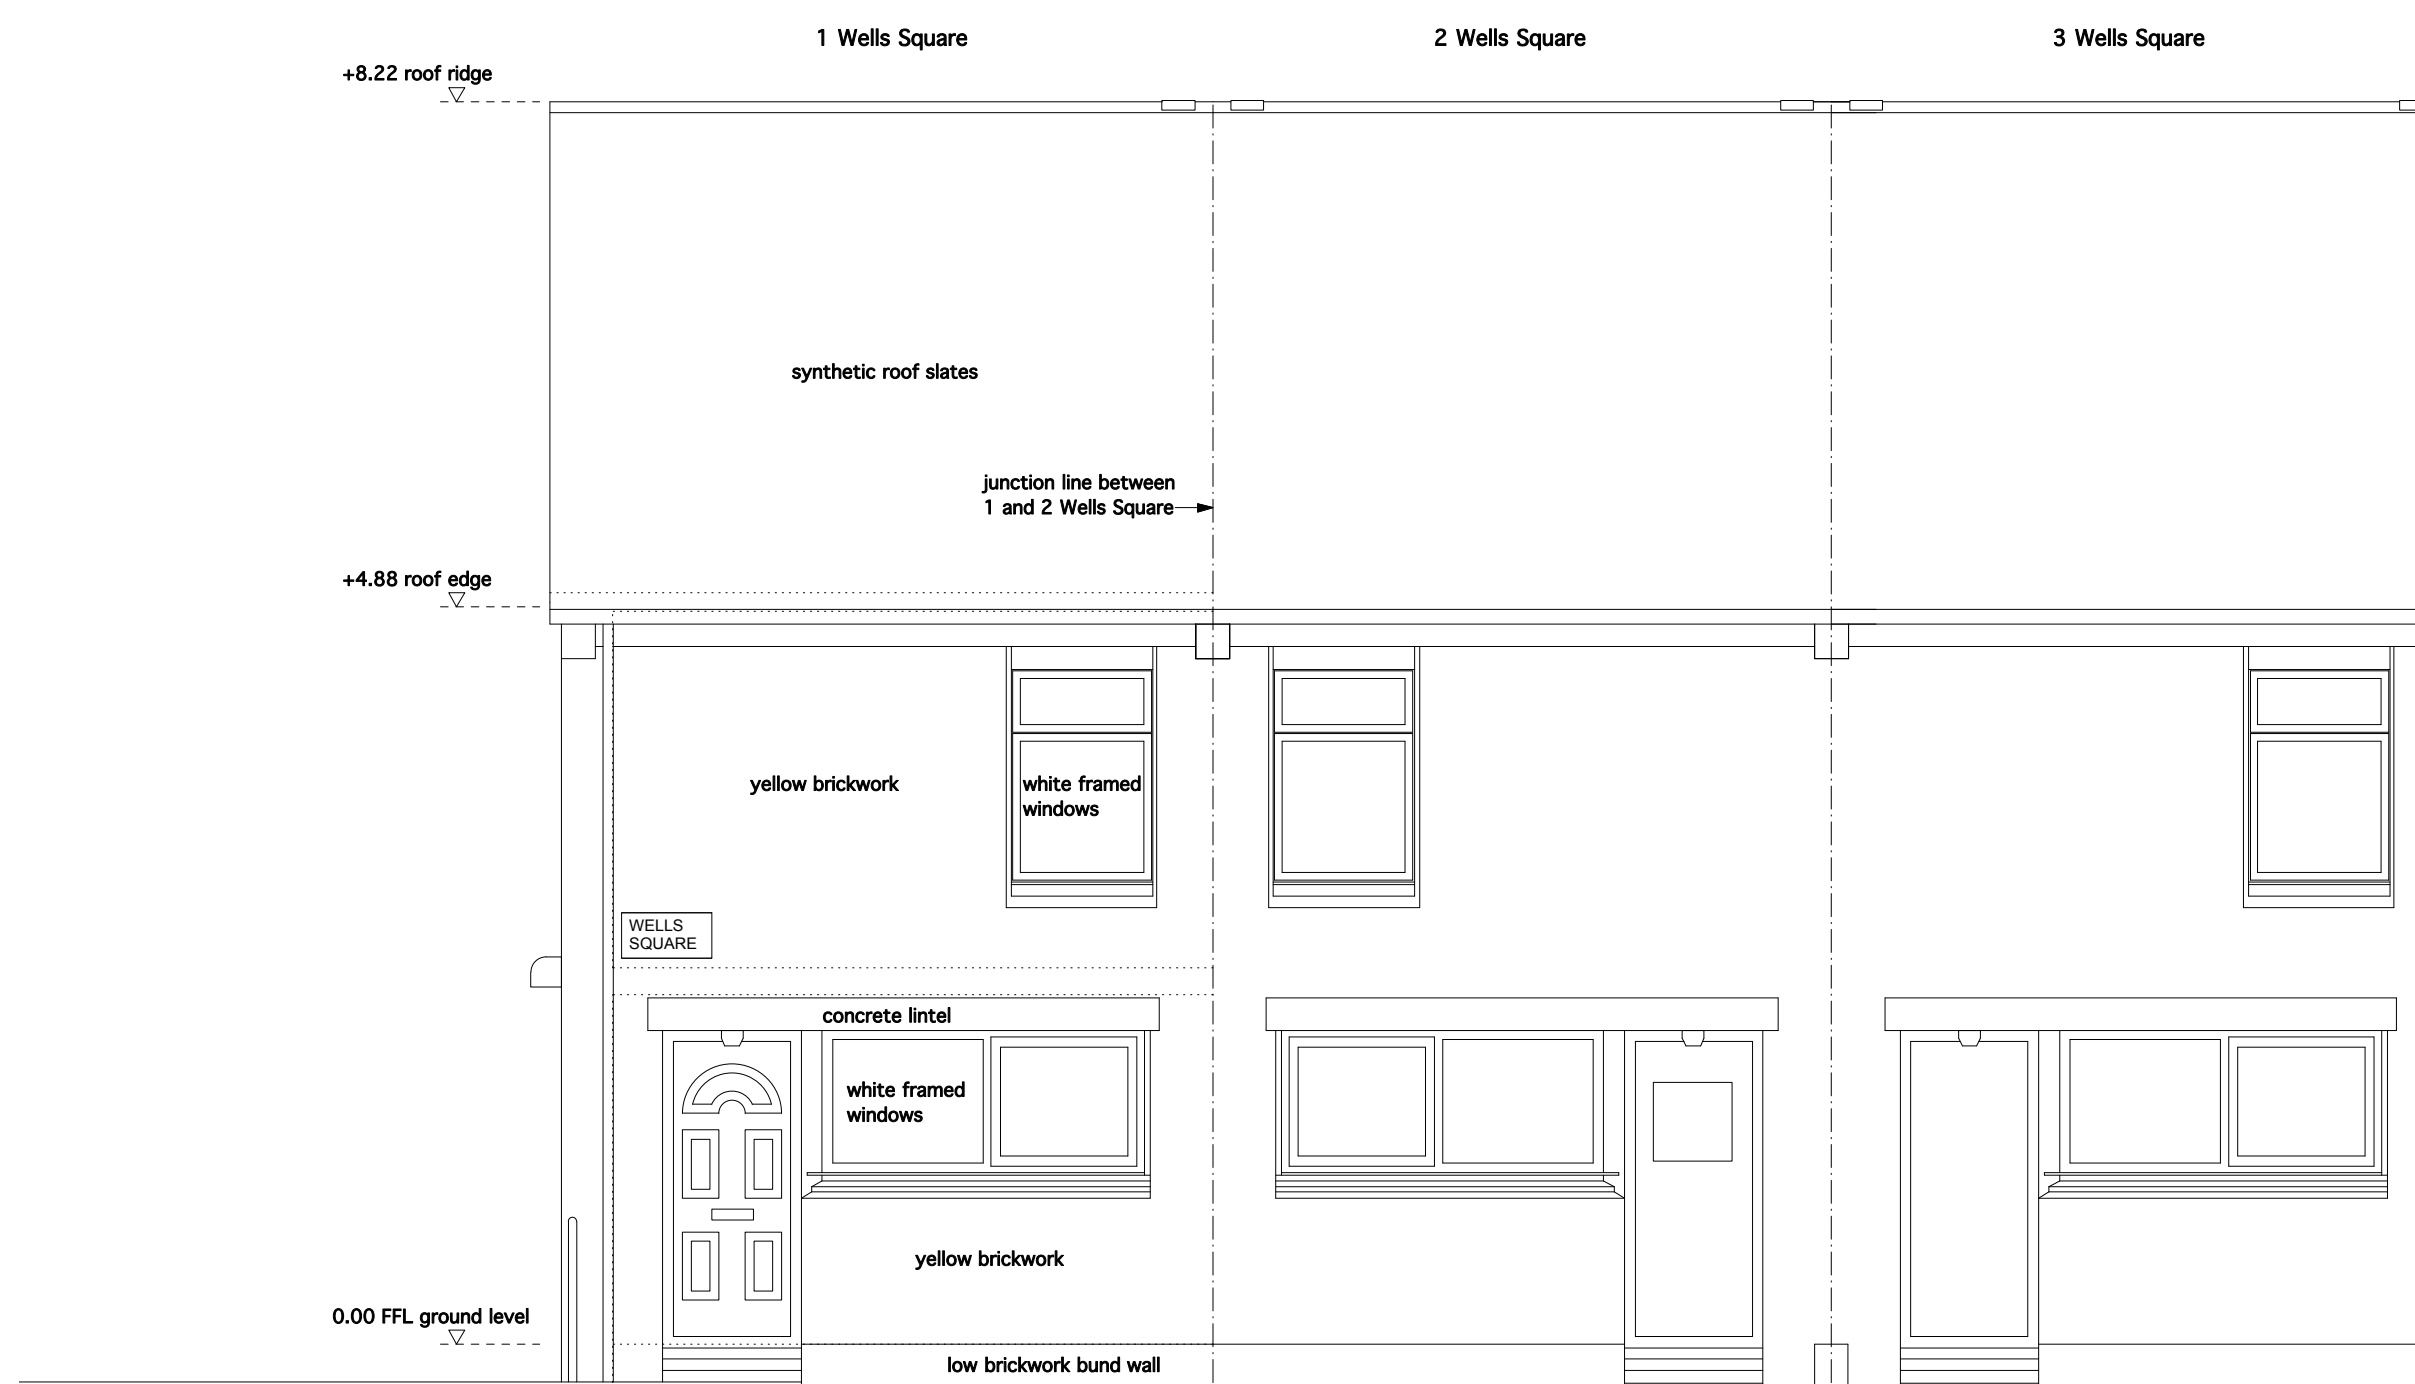 1 Wells Square
2 Wells Square
3 Wells Square
+8.22 roof ridge
synthetic roof slates
junction line between
1 and 2 Wells Square
+4.88 roof edge
yellow brickwork
white framed
windows
WELLS
SQUARE
concrete lintel
white framed
windows
yellow brickwork
0.00 FFL ground level
low brickwork bund wall